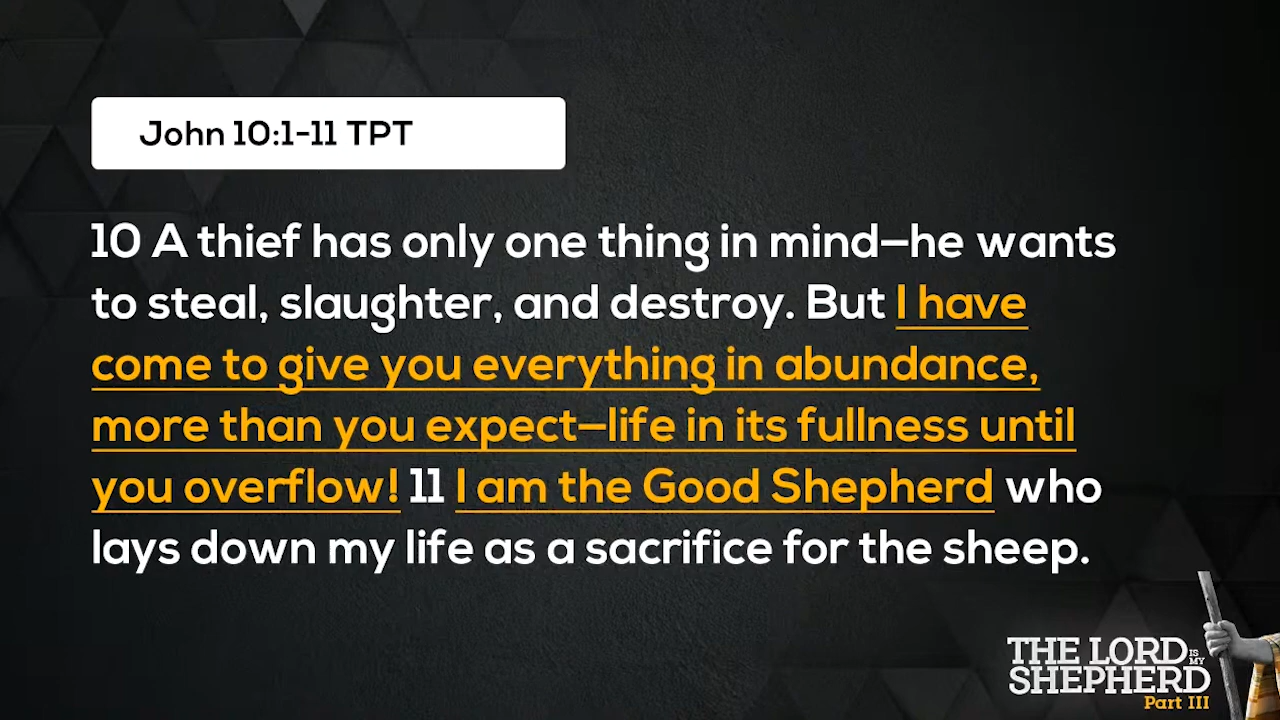 John 10:1-11 TPT
10 A thief has only one thing in mind—he wants
to steal, slaughter, and destroy. But I have
come to give you everything in abundance,
more than you expect—life in its fullness until
you overflow! 11 I am the Good Shepherd who
lays down my life as a sacrifice for the sheep.
THE LORD IS MY
SHEPHERD
Part III